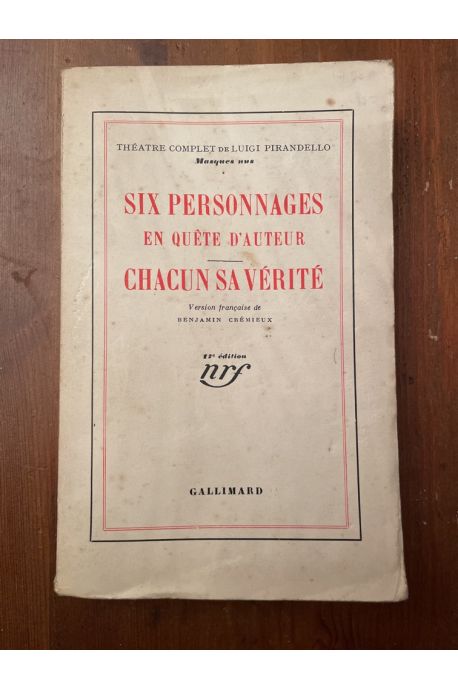 THÉATRE COMPLET DE LUIGI PIRANDELLO
Masques nus
SIX PERSONNAGES
EN QUÊTE D'AUTEUR
CHACUN SA VÉRITÉ
Version française de
BENJAMIN CRÉMIEUX
12e édition
nrf
GALLIMARD